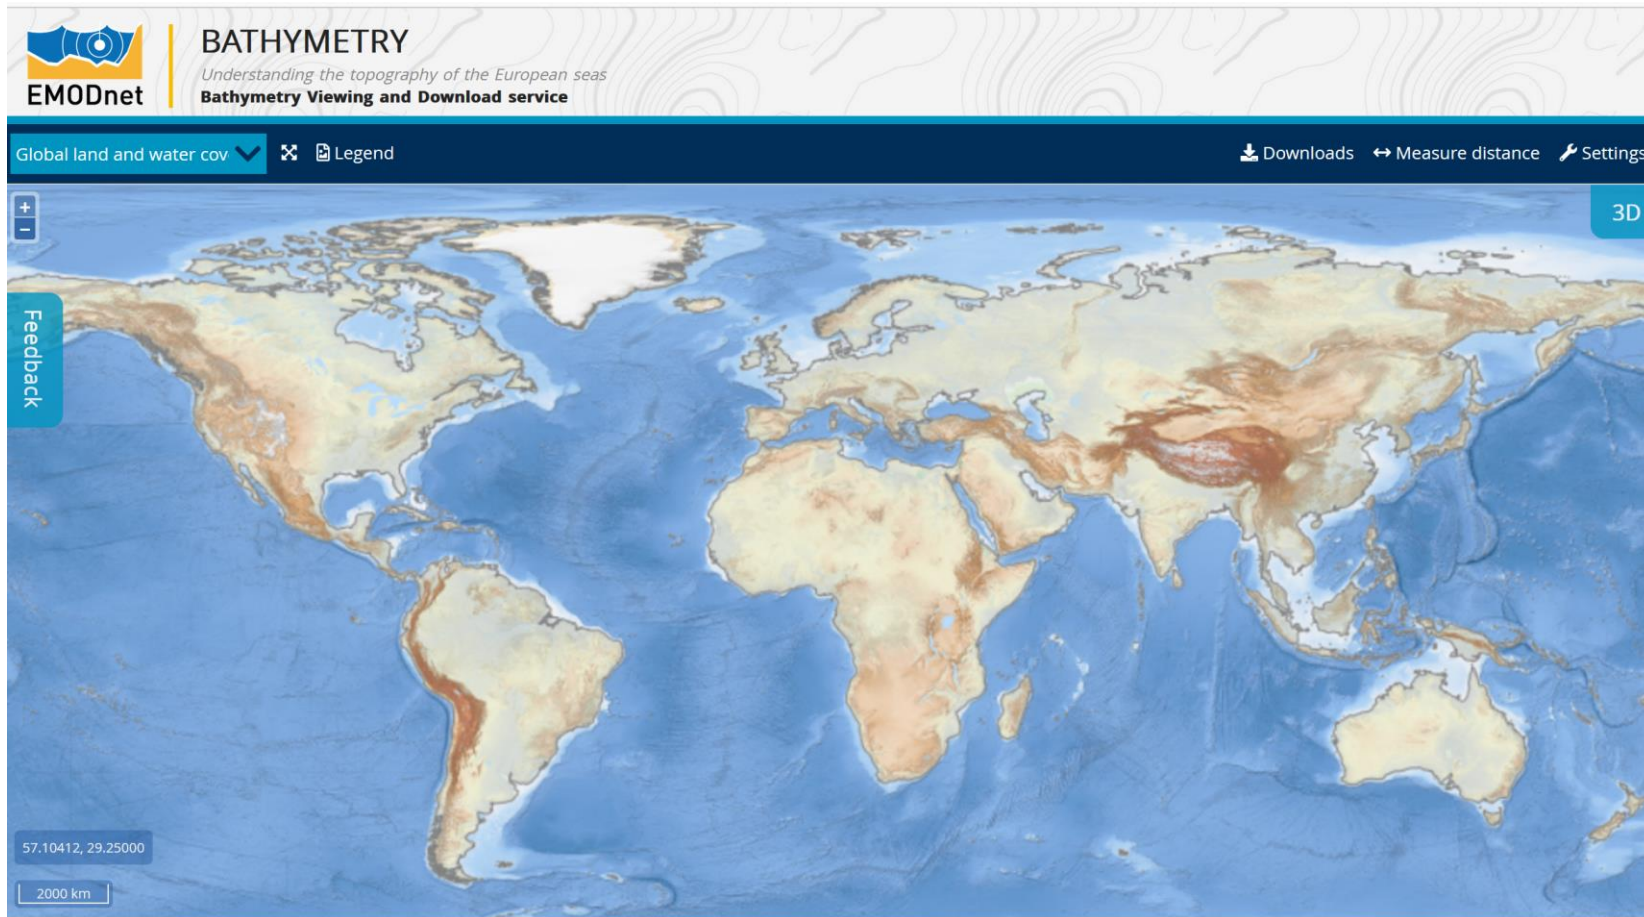 EMODnet
BATHYMETRY
Understanding the topography of the European seas
Bathymetry Viewing and Download service
Global land and water cov
Legend
Downloads
Measure distance
Settings
+
−
3D
Feedback
57.10412, 29.25000
2000 km